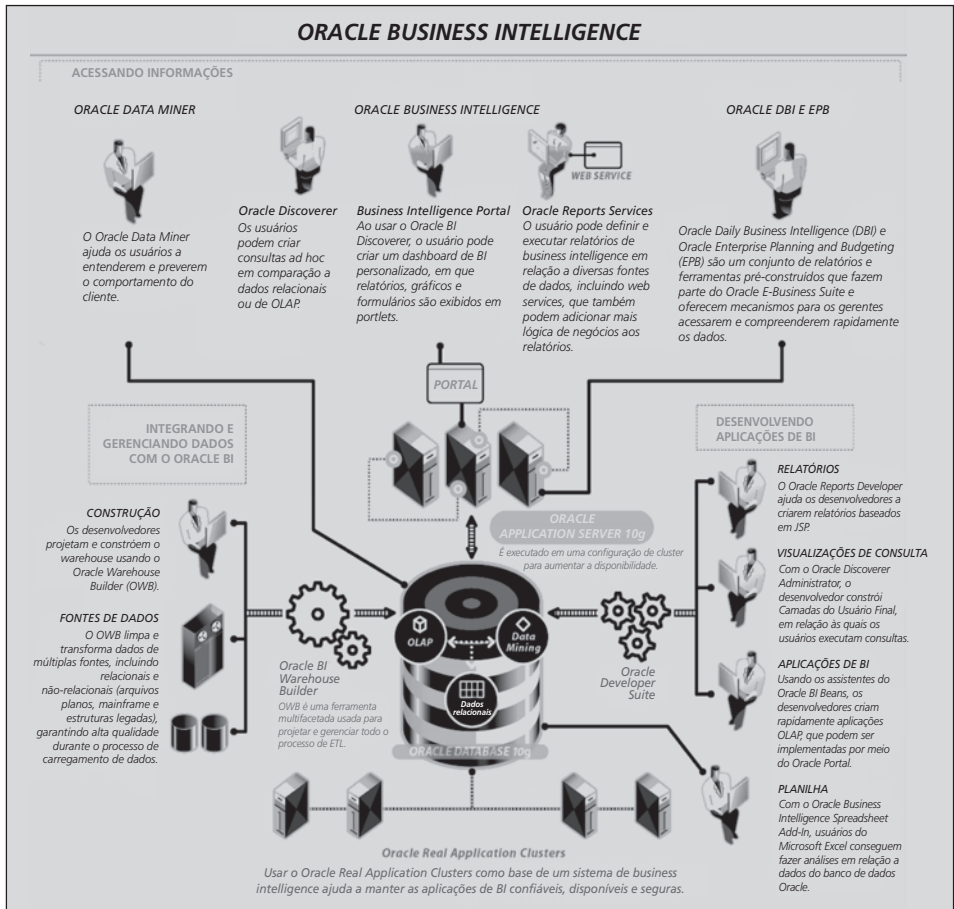 ORACLE BUSINESS INTELLIGENCE
ACESSANDO INFORMAÇÕES
ORACLE DATA MINER
O Oracle Data Miner
ajuda os usuários a
entenderem e preverem
o comportamento do
cliente.
ORACLE BUSINESS INTELLIGENCE
Oracle Discoverer
Os usuários
podem criar
consultas ad hoc
em comparação a
dados relacionais
ou de OLAP.
Business Intelligence Portal
Ao usar o Oracle BI
Discoverer, o usuário pode
criar um dashboard de BI
personalizado, em que
relatórios, gráficos e
formulários são exibidos em
portlets.
WEB SERVICE
Oracle Reports Services
O usuário pode definir e
executar relatórios de
business intelligence em
relação a diversas fontes
de dados, incluindo web
services, que também
podem adicionar mais
lógica de negócios aos
relatórios.
ORACLE DBI E EPB
Oracle Daily Business Intelligence (DBI) e
Oracle Enterprise Planning and Budgeting
(EPB) são um conjunto de relatórios e
ferramentas pré-construídos que fazem
parte do Oracle E-Business Suite e
oferecem mecanismos para os gerentes
acessarem e compreenderem rapidamente
os dados.
PORTAL
INTEGRANDO E
GERENCIANDO DADOS
COM O ORACLE BI
CONSTRUÇÃO
Os desenvolvedores
projetam e constróem o
warehouse usando o
Oracle Warehouse
Builder (OWB).
FONTES DE DADOS
O OWB limpa e
transforma dados de
múltiplas fontes, incluindo
relacionais e
não-relacionais (arquivos
planos, mainframe e
estruturas legadas),
garantindo alta qualidade
durante o processo de
carregamento de dados.
Oracle BI
Warehouse
Builder
OWB é uma ferramenta
multifacetada usada para
projetar e gerenciar todo o
processo de ETL.
ORACLE
APPLICATION SERVER 10g
É executado em uma configuração de cluster
para aumentar a disponibilidade.
OLAP
Data
Mining
Dados
relacionais
ORACLE DATABASE 10g
Oracle
Developer
Suite
DESENVOLVENDO
APLICAÇÕES DE BI
RELATÓRIOS
O Oracle Reports Developer
ajuda os desenvolvedores a
criarem relatórios baseados
em JSP.
VISUALIZAÇÕES DE CONSULTA
Com o Oracle Discoverer
Administrator, o
desenvolvedor constrói
Camadas do Usuário Final,
em relação às quais os
usuários executam consultas.
APLICAÇÕES DE BI
Usando os assistentes do
Oracle BI Beans, os
desenvolvedores criam
rapidamente aplicações
OLAP, que podem ser
implementadas por meio
do Oracle Portal.
PLANILHA
Com o Oracle Business
Intelligence Spreadsheet
Add-In, usuários do
Microsoft Excel conseguem
fazer análises em relação a
dados do banco de dados
Oracle.
Oracle Real Application Clusters
Usar o Oracle Real Application Clusters como base de um sistema de business
intelligence ajuda a manter as aplicações de BI confiáveis, disponíveis e seguras.